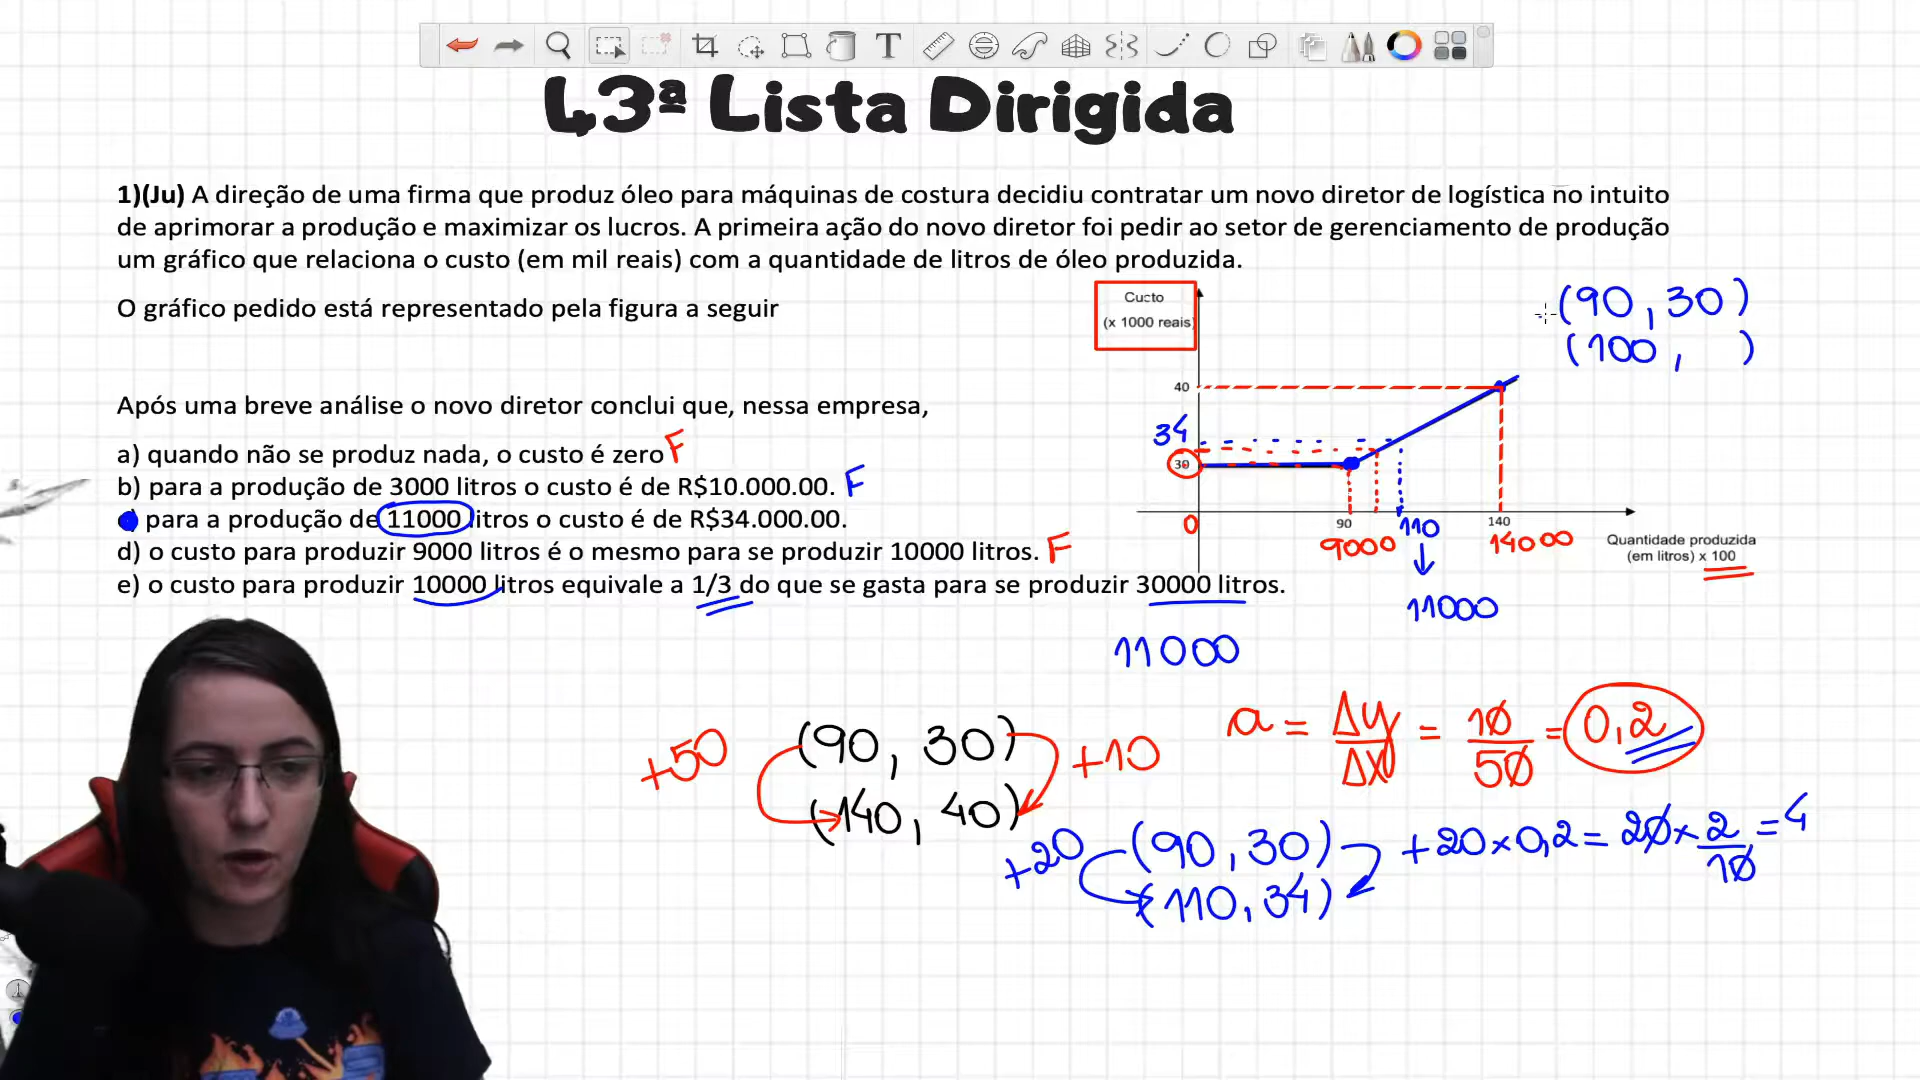 43ª Lista Dirigida
1)(Ju) A direção de uma firma que produz óleo para máquinas de costura decidiu contratar um novo diretor de logística no intuito
de aprimorar a produção e maximizar os lucros. A primeira ação do novo diretor foi pedir ao setor de gerenciamento de produção
um gráfico que relaciona o custo (em mil reais) com a quantidade de litros de óleo produzida.
O gráfico pedido está representado pela figura a seguir
Custo
(x 1000 reais)
(90, 30)
(100, )
40
34
30
0
90
110
140
9000
14000
11000
Quantidade produzida
(em litros) x 100
Após uma breve análise o novo diretor conclui que, nessa empresa,
a) quando não se produz nada, o custo é zero F
b) para a produção de 3000 litros o custo é de R$10.000.00. F
c) para a produção de 11000 litros o custo é de R$34.000.00.
d) o custo para produzir 9000 litros é o mesmo para se produzir 10000 litros. F
e) o custo para produzir 10000 litros equivale a 1/3 do que se gasta para se produzir 30000 litros.
11000
+50 (90, 30) +10
(140, 40)
a = Δy/Δx = 10/50 = 0,2
+20 (90, 30) +20 × 0,2 = 20 × 2/10 = 4
(110, 34)